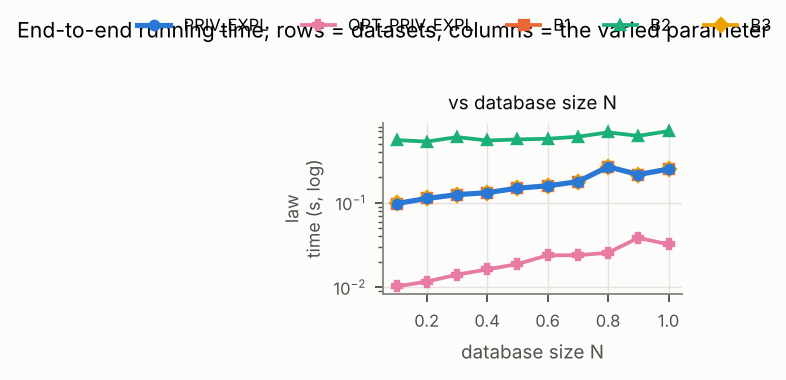 End-to-end running time; rows = datasets, columns = the varied parameter
PRIV_EXPL OPT_PRIV_EXPL B1 B2 B3
vs database size N
law
time (s, log)
10⁻¹
10⁻²
0.2 0.4 0.6 0.8 1.0
database size N